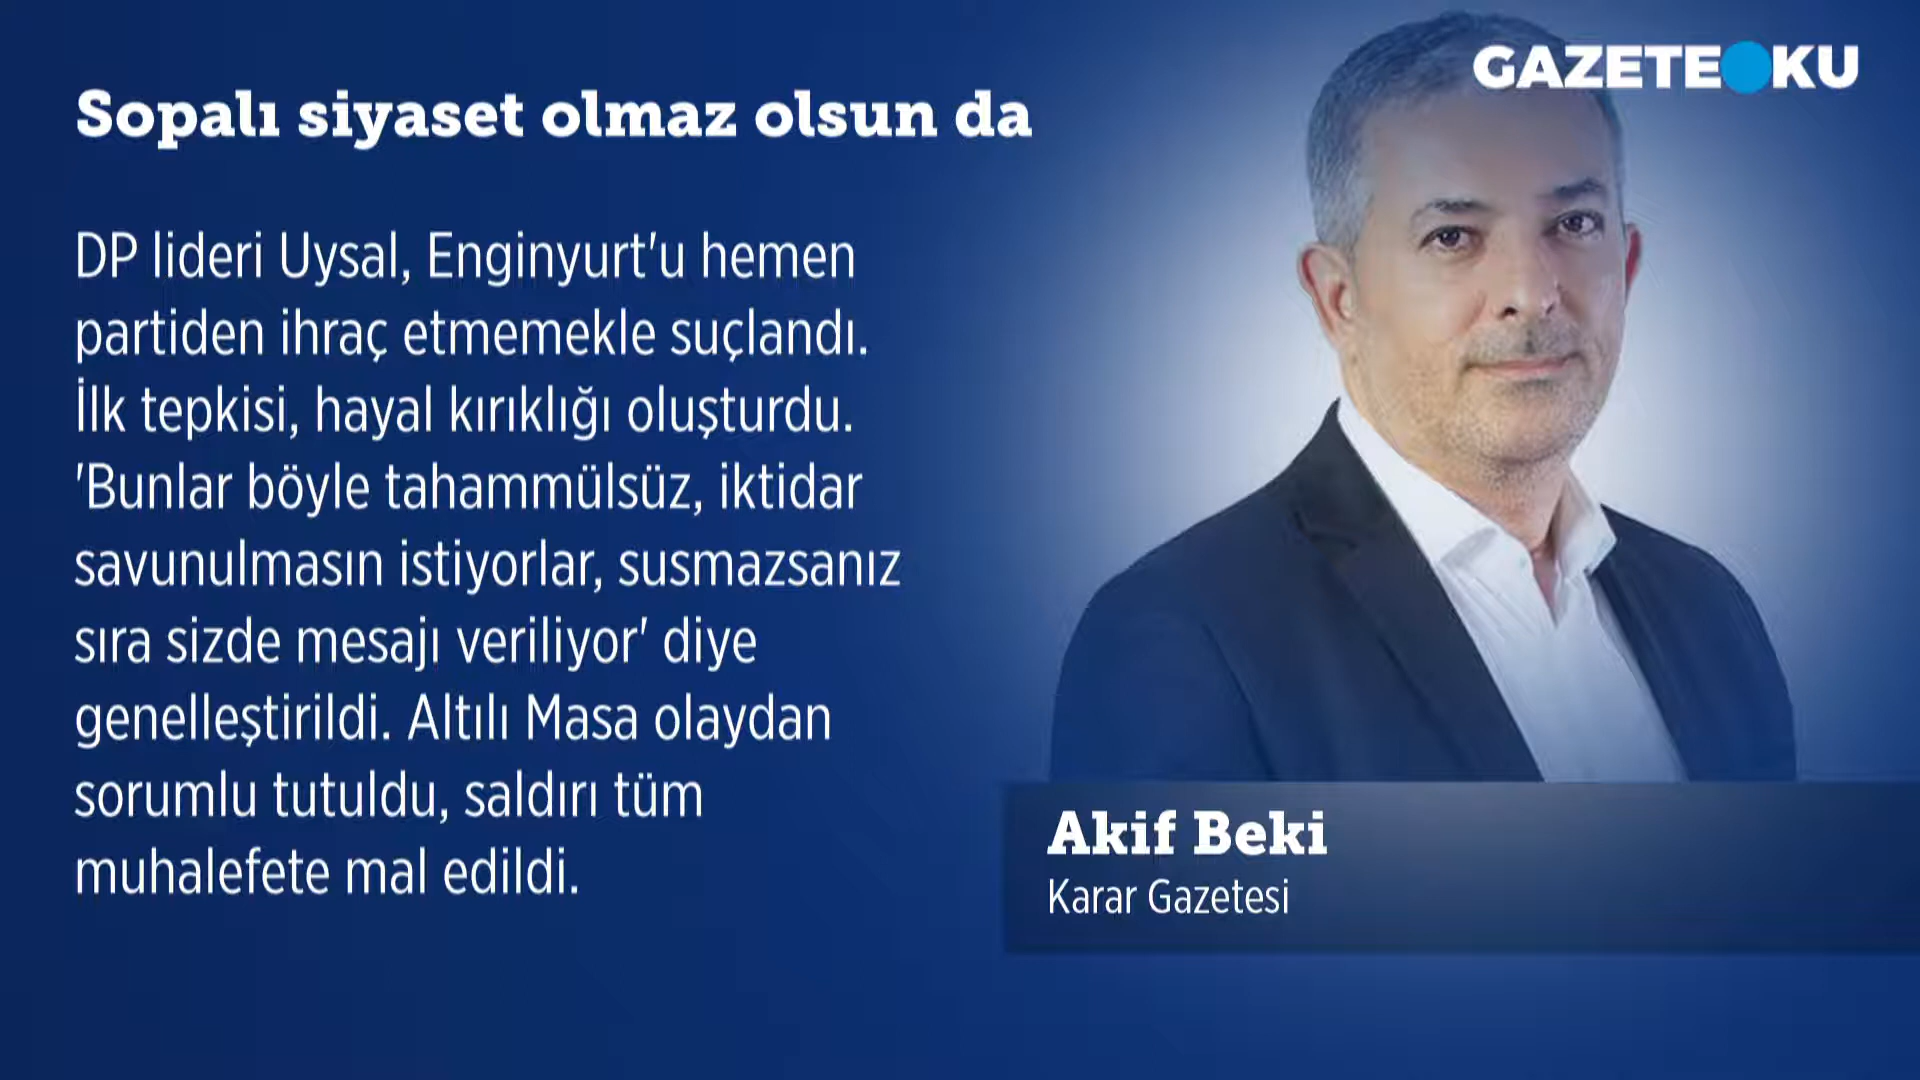 GAZETE KU
Sopalı siyaset olmaz olsun da
DP lideri Uysal, Enginyurt'u hemen
partiden ihraç etmemekle suçlandı.
İlk tepkisi, hayal kırıklığı oluşturdu.
'Bunlar böyle tahammülsüz, iktidar
savunulmasın istiyorlar, susmazsanız
sıra sizde mesajı veriliyor' diye
genelleştirildi. Altılı Masa olaydan
sorumlu tutuldu, saldırı tüm
muhalefete mal edildi.
Akif Beki
Karar Gazetesi